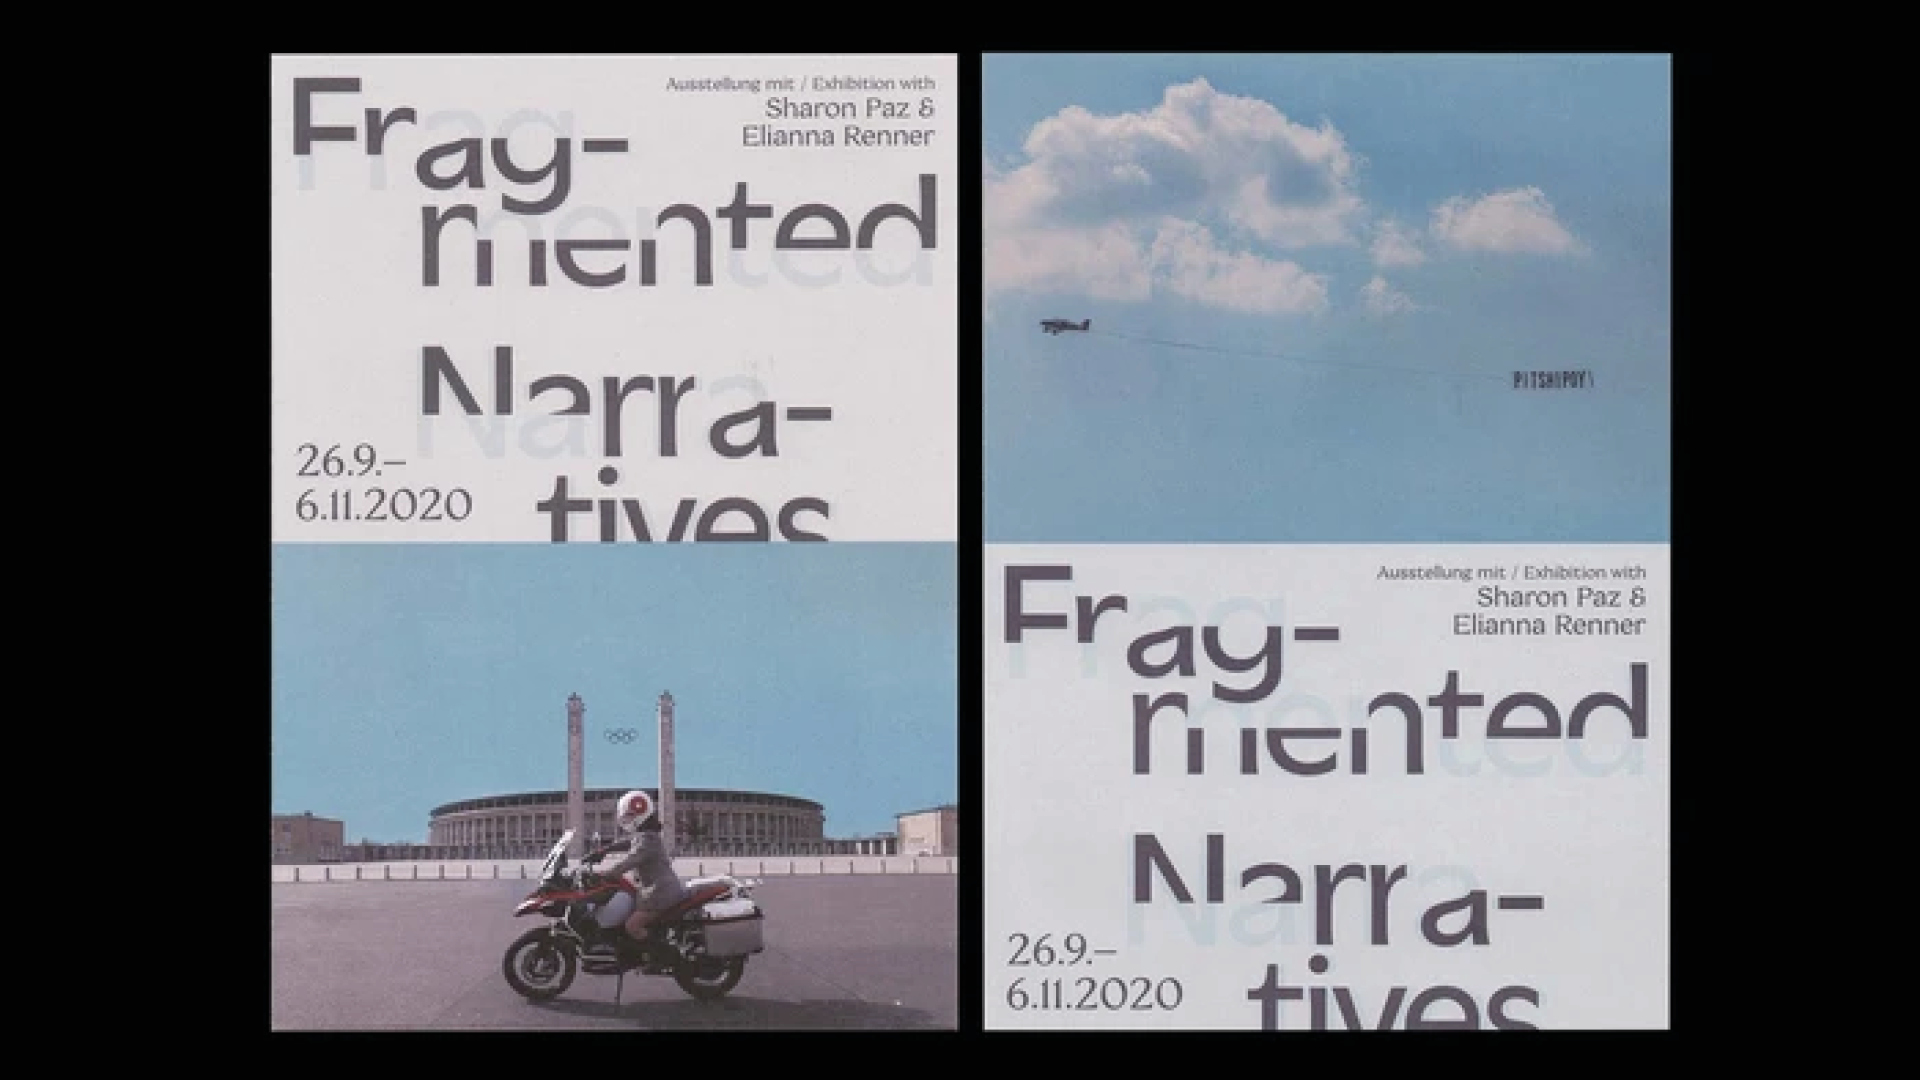 Frag-
mented
Narra-
tives
Ausstellung mit / Exhibition with
Sharon Paz &
Elianna Renner
26.9.–
6.11.2020
PITSHIPOY
Frag-
mented
Narra-
tives
Ausstellung mit / Exhibition with
Sharon Paz &
Elianna Renner
26.9.–
6.11.2020